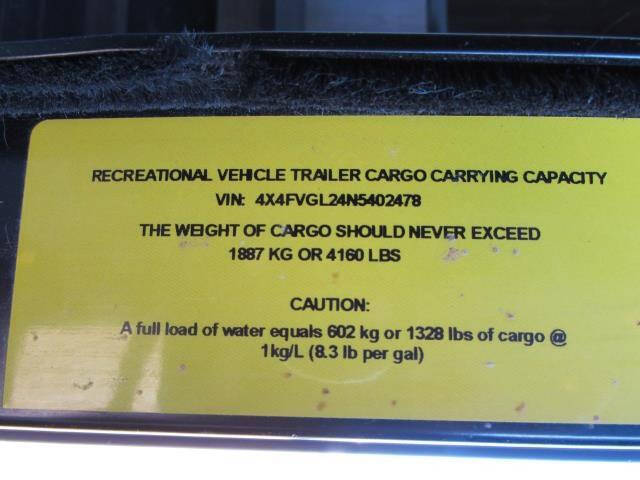 RECREATIONAL VEHICLE TRAILER CARGO CARRYING CAPACITY
VIN: 4X4FVGL24N5402478
THE WEIGHT OF CARGO SHOULD NEVER EXCEED
1887 KG OR 4160 LBS
CAUTION:
A full load of water equals 602 kg or 1328 lbs of cargo @
1kg/L (8.3 lb per gal)